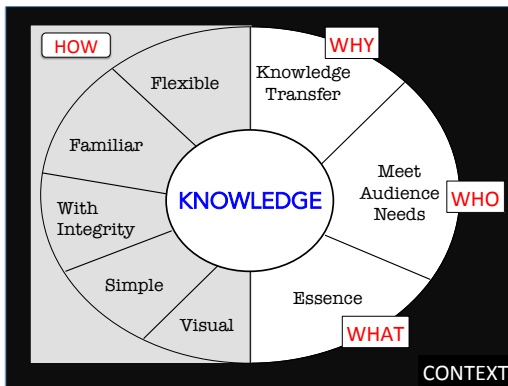 HOW
WHY
Flexible
Knowledge
Transfer
Familiar
Meet
Audience
Needs
WHO
KNOWLEDGE
With
Integrity
Simple
Essence
Visual
WHAT
CONTEXT